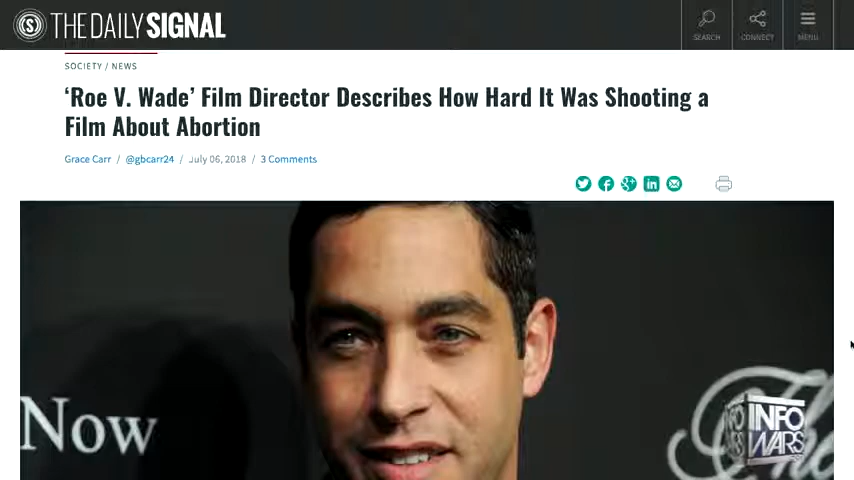 THE DAILY SIGNAL
SEARCH
CONNECT
MENU
SOCIETY / NEWS
‘Roe V. Wade’ Film Director Describes How Hard It Was Shooting a
Film About Abortion
Grace Carr / @gbcarr24 / July 06, 2018 / 3 Comments
Now
INFO
WARS